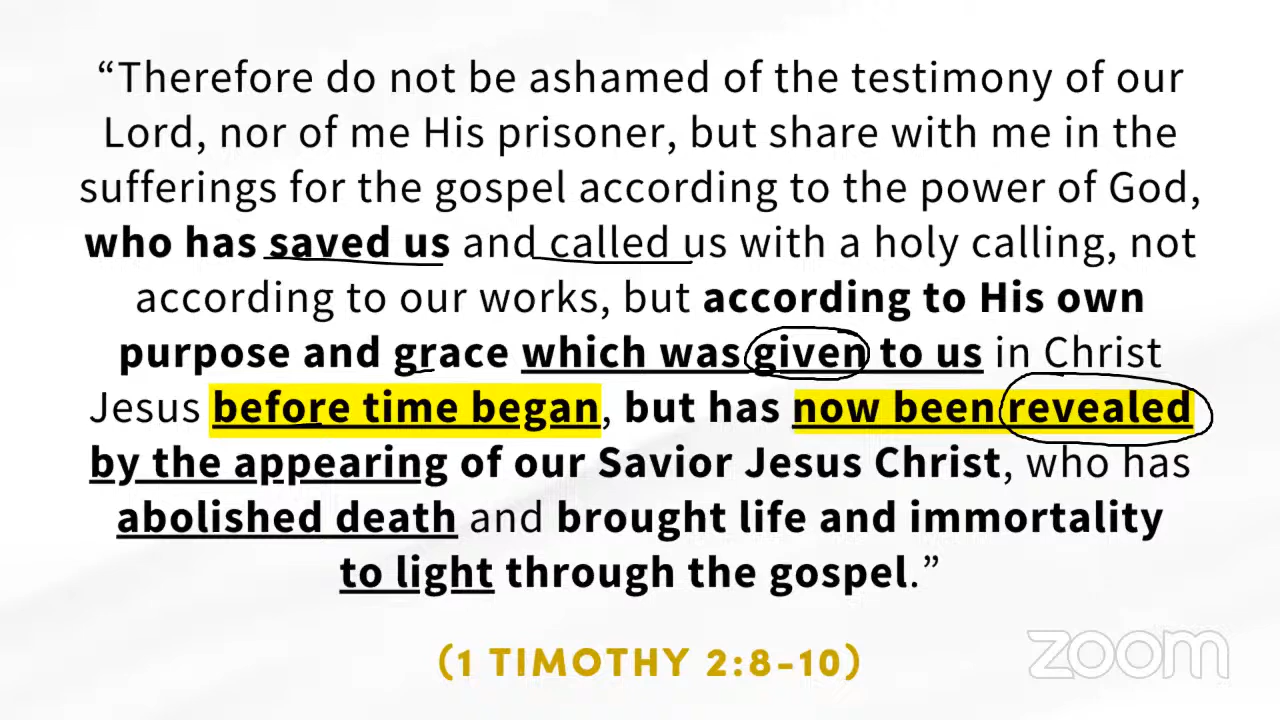 “Therefore do not be ashamed of the testimony of our
Lord, nor of me His prisoner, but share with me in the
sufferings for the gospel according to the power of God,
who has saved us and called us with a holy calling, not
according to our works, but according to His own
purpose and grace which was given to us in Christ
Jesus before time began, but has now been revealed
by the appearing of our Savior Jesus Christ, who has
abolished death and brought life and immortality
to light through the gospel.”
(1 TIMOTHY 2:8-10)
zoom